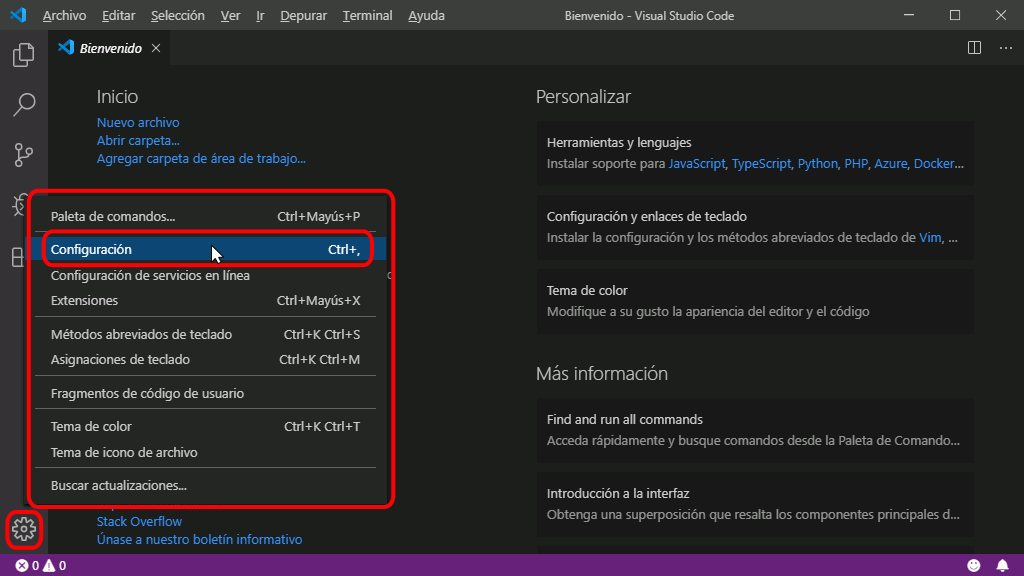 Archivo Editar Selección Ver Ir Depurar Terminal Ayuda
Bienvenido - Visual Studio Code
Bienvenido
Inicio
Nuevo archivo
Abrir carpeta...
Agregar carpeta de área de trabajo...
Paleta de comandos... Ctrl+Mayús+P
Configuración Ctrl+,
Configuración de servicios en línea
Extensiones Ctrl+Mayús+X
Métodos abreviados de teclado Ctrl+K Ctrl+S
Asignaciones de teclado Ctrl+K Ctrl+M
Fragmentos de código de usuario
Tema de color Ctrl+K Ctrl+T
Tema de icono de archivo
Buscar actualizaciones...
Stack Overflow
Únase a nuestro boletín informativo
Personalizar
Herramientas y lenguajes
Instalar soporte para JavaScript, TypeScript, Python, PHP, Azure, Docker...
Configuración y enlaces de teclado
Instalar la configuración y los métodos abreviados de teclado de Vim, ...
Tema de color
Modifique a su gusto la apariencia del editor y el código
Más información
Find and run all commands
Acceda rápidamente y busque comandos desde la Paleta de Comando...
Introducción a la interfaz
Obtenga una superposición que resalta los componentes principales d...
0 0